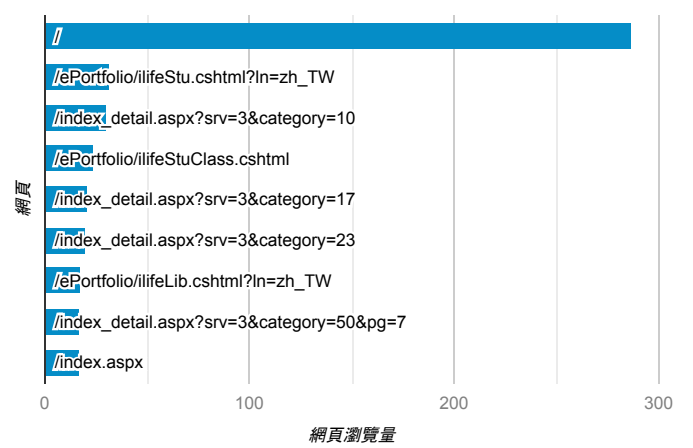 /
/ePortfolio/ilifeStu.cshtml?ln=zh_TW
/index_detail.aspx?srv=3&category=10
/ePortfolio/ilifeStuClass.cshtml
/index_detail.aspx?srv=3&category=17
/index_detail.aspx?srv=3&category=23
/ePortfolio/ilifeLib.cshtml?ln=zh_TW
/index_detail.aspx?srv=3&category=50&pg=7
/index.aspx
網頁
0 100 200 300
網頁瀏覽量